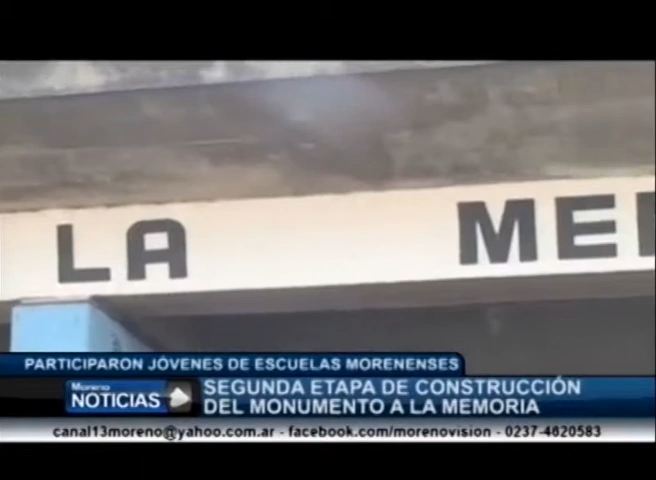 LA
PARTICIPARON JÓVENES DE ESCUELAS MORENENSES
Moreno
NOTICIAS
SEGUNDA ETAPA DE CONSTRUCCIÓN
DEL MONUMENTO A LA MEMORIA
canal13moreno@yahoo.com.ar - facebook.com/morenovision - 0237-4620583